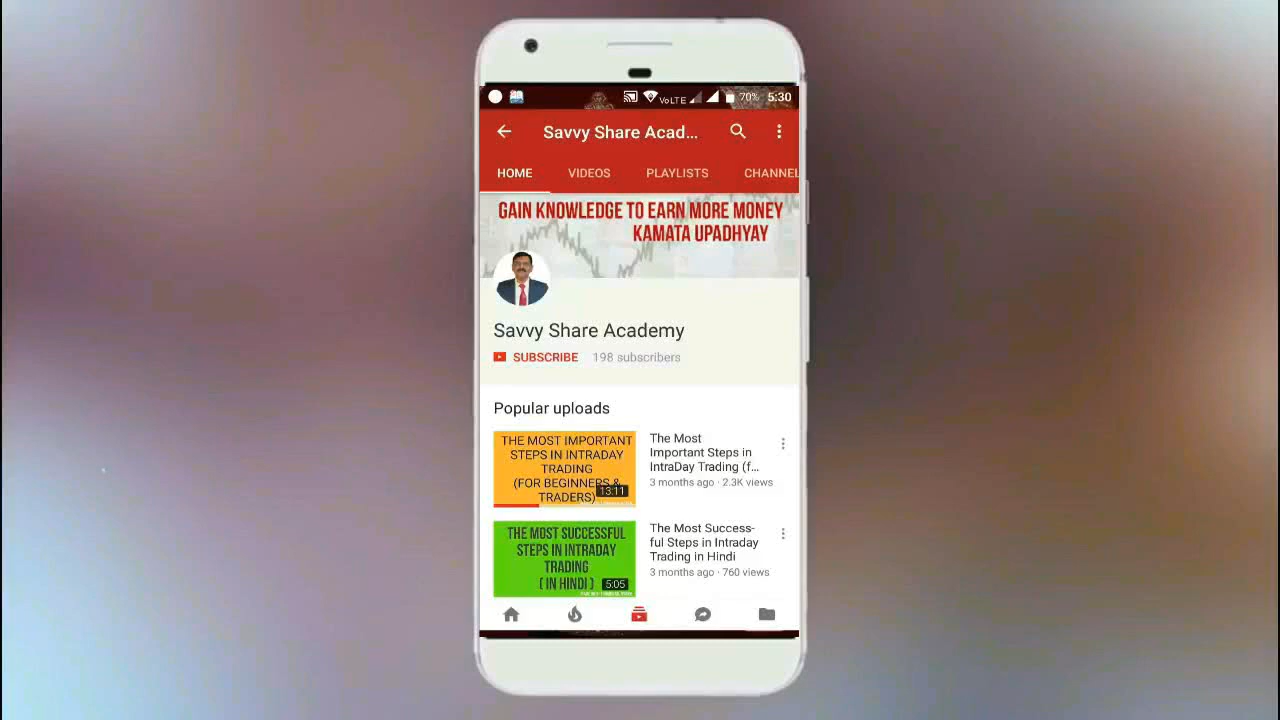 VoLTE 70% 5:30
Savvy Share Acad...
HOME VIDEOS PLAYLISTS CHANNEL
GAIN KNOWLEDGE TO EARN MORE MONEY
KAMATA UPADHYAY
Savvy Share Academy
SUBSCRIBE 198 subscribers
Popular uploads
THE MOST IMPORTANT
STEPS IN INTRADAY
TRADING
(FOR BEGINNERS &
TRADERS)
13:11
The Most
Important Steps in
IntraDay Trading (f...
3 months ago · 2.3K views
THE MOST SUCCESSFUL
STEPS IN INTRADAY
TRADING
( IN HINDI )
5:05
The Most Success-
ful Steps in Intraday
Trading in Hindi
3 months ago · 760 views